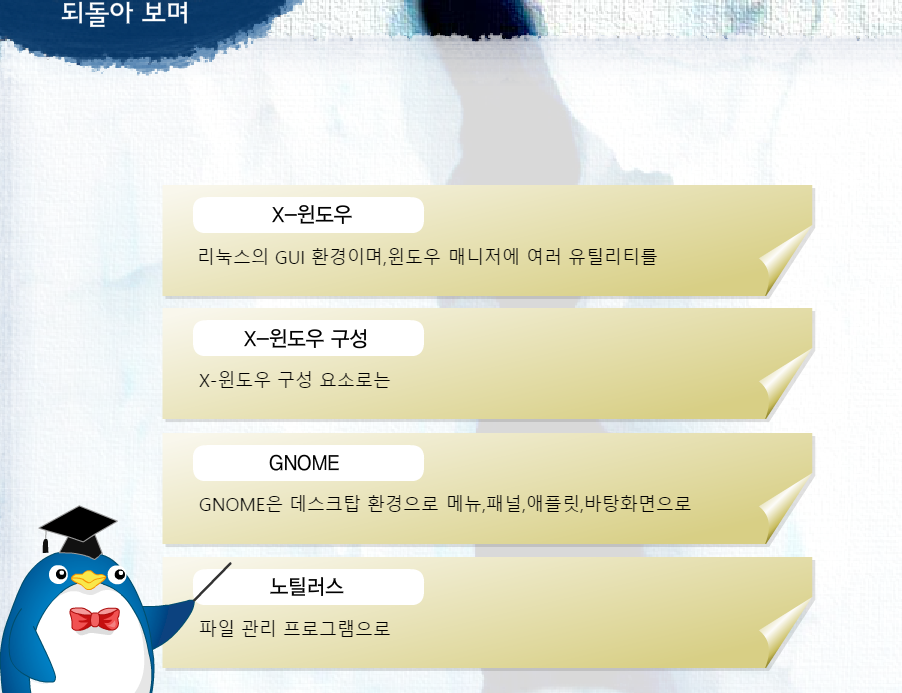 되돌아 보며
X-윈도우
리눅스의 GUI 환경이며,윈도우 매니저에 여러 유틸리티를
X-윈도우 구성
X-윈도우 구성 요소로는
GNOME
GNOME은 데스크탑 환경으로 메뉴,패널,애플릿,바탕화면으로
노틸러스
파일 관리 프로그램으로